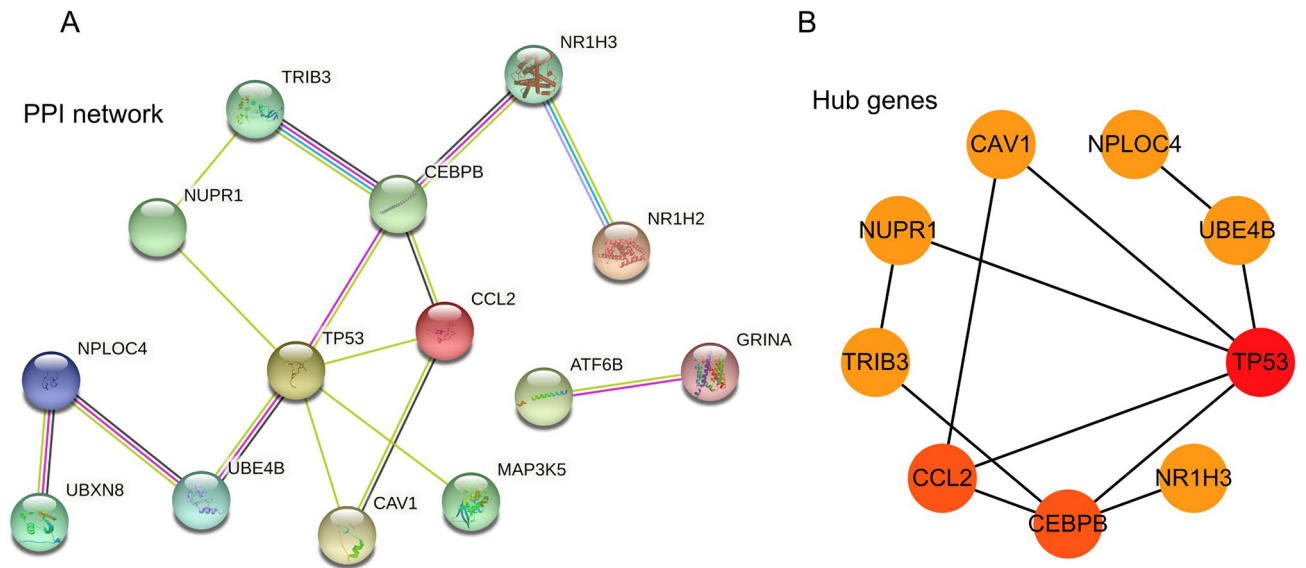 A
PPI network
TRIB3
NR1H3
CEBPB
NUPR1
NR1H2
CCL2
TP53
NPLOC4
ATF6B
GRINA
UBE4B
UBXN8
CAV1
MAP3K5
B
Hub genes
CAV1
NPLOC4
NUPR1
UBE4B
TRIB3
TP53
CCL2
NR1H3
CEBPB